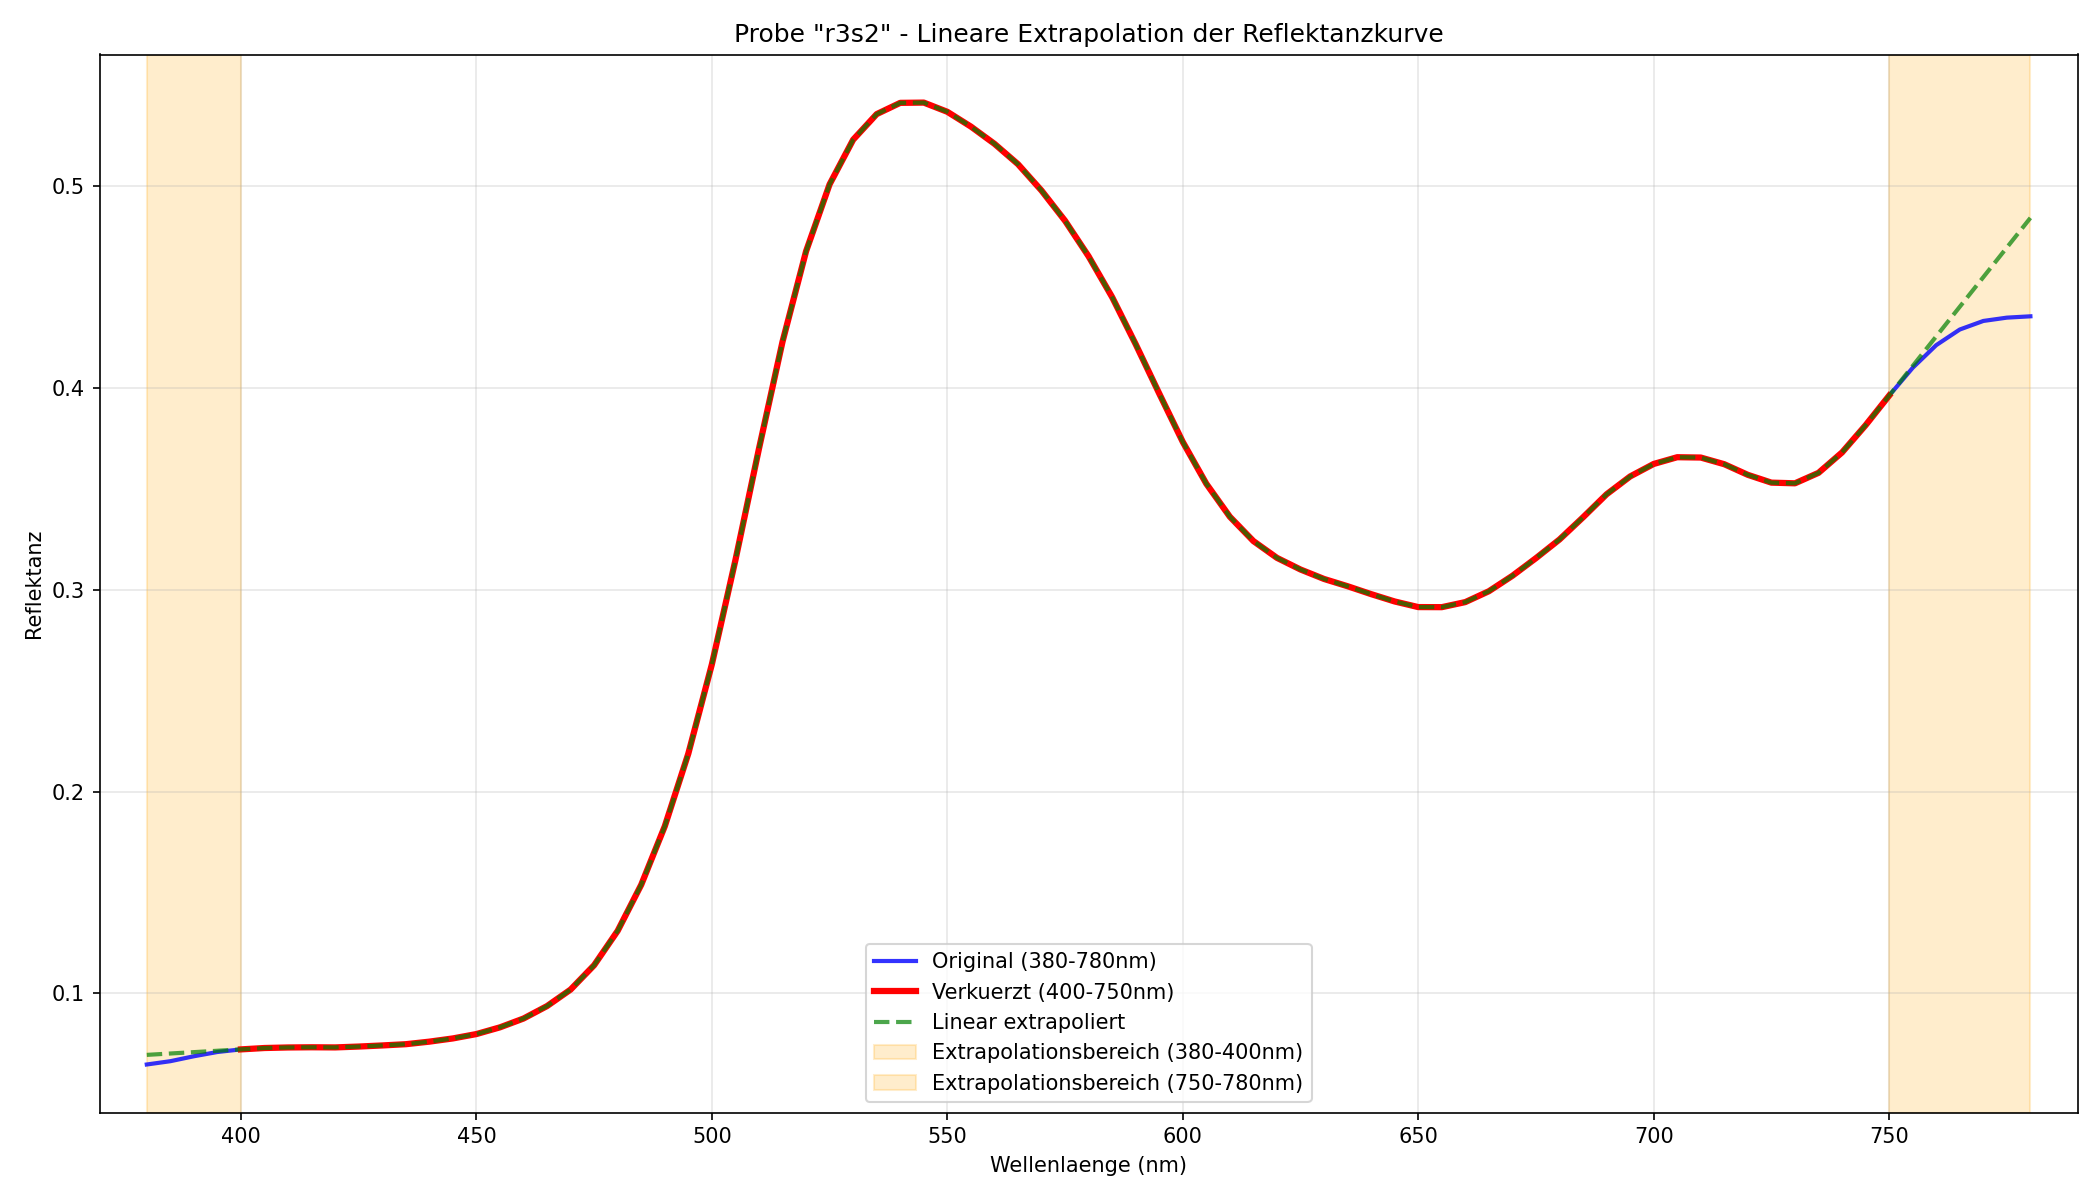 Probe "r3s2" - Lineare Extrapolation der Reflektanzkurve
Reflektanz
0.5
0.4
0.3
0.2
0.1
Original (380-780nm)
Verkuerzt (400-750nm)
Linear extrapoliert
Extrapolationsbereich (380-400nm)
Extrapolationsbereich (750-780nm)
400 450 500 550 600 650 700 750
Wellenlaenge (nm)